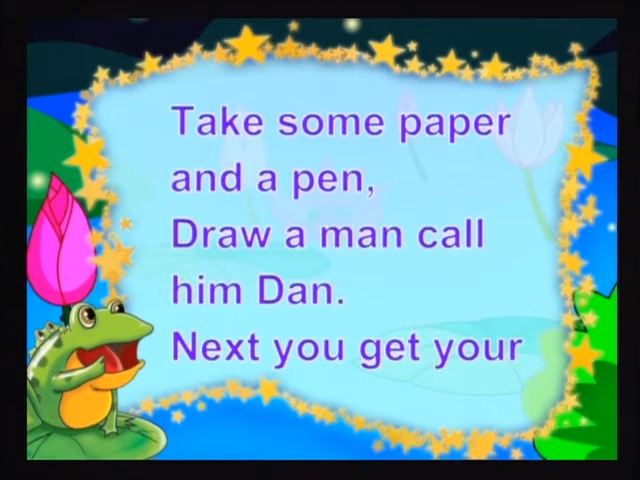 Take some paper
and a pen,
Draw a man call
him Dan.
Next you get your